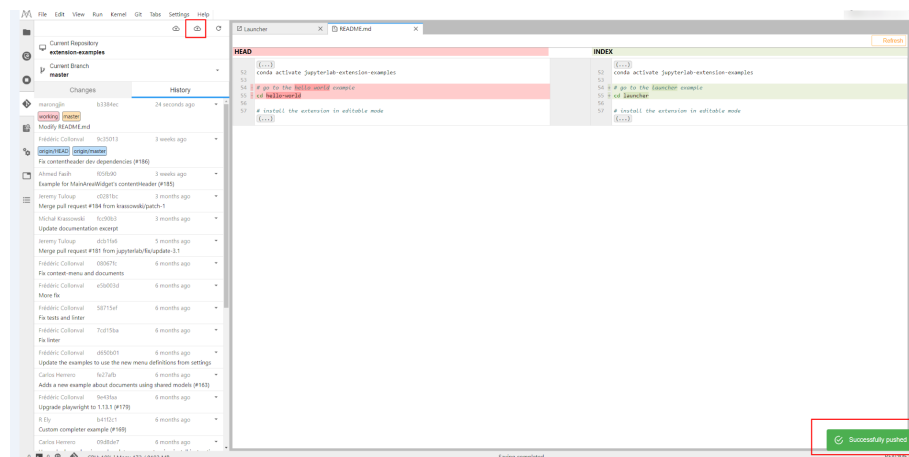 File Edit View Run Kernel Git Tabs Settings Help
Launcher
README.md
Refresh
Current Repository
extension-examples
Current Branch
master
Changes
History
marongjin b3384ec 24 seconds ago
working master
Modify README.md
Frédéric Collonval 9c35013 3 weeks ago
origin/HEAD origin/master
Fix contentheader dev dependencies (#186)
Ahmed Fasih f05fb90 3 weeks ago
Example for MainAreaWidget's contentHeader (#185)
Jeremy Tuloup c0281bc 3 months ago
Merge pull request #184 from krassowski/patch-1
Michał Krassowski fcc00b3 3 months ago
Update documentation excerpt
Jeremy Tuloup dcb1fa8 5 months ago
Merge pull request #181 from jupyterlab/fix/update-3.1
Frédéric Collonval 08067fc 6 months ago
Fix context-menu and documents
Frédéric Collonval e5b003d 6 months ago
More fix
Frédéric Collonval 58715ef 6 months ago
Fix tests and linter
Frédéric Collonval 7cd15ba 6 months ago
Fix linter
Frédéric Collonval d650b01 6 months ago
Update the examples to use the new menu definitions from settings
Carlos Herrero fe27afb 6 months ago
Adds a new example about documents using shared models (#163)
Frédéric Collonval 9e43faa 6 months ago
Upgrade playwright to 1.13.1 (#179)
R Ely b41f2c1 6 months ago
Custom completer example (#169)
Carlos Herrero 09d8de7 8 months ago
HEAD
INDEX
(...)
52 conda activate jupyterlab-extension-examples
53
54 # go to the hello world example
55 cd hello-world
56
57 # install the extension in editable mode
(...)
(...)
52 conda activate jupyterlab-extension-examples
53
54 + # go to the launcher example
55 + cd launcher
56
57 # install the extension in editable mode
(...)
Successfully pushed